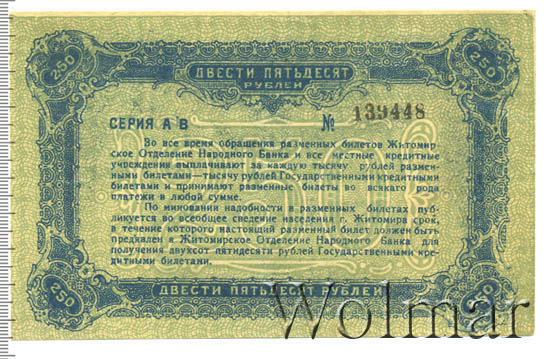 250
250
ДВЕСТИ ПЯТЬДЕСЯТ
РУБЛЕЙ
СЕРИЯ А В
№ 139448
Во все время обращения разменных билетов Житомир-
ское Отделение Народного Банка и все местные кредитные
учреждения выплачивают за каждую тысячу рублей размен-
ными билетами—тысячу рублей Государственными кредитными
билетами и принимают разменные билеты во всякаго рода
платежи в любой сумме.
По миновании надобности в разменных билетах пуб-
ликуется во всеобщее сведение населения г. Житомира срок,
в течение которого настоящий разменный билет должен быть
предявлен в Житомирское Отделение Народного Банка для
получения двухсот пятидесяти рублей Государственными кре-
дитными билетами.
250
250
ДВЕСТИ ПЯТЬДЕСЯТ РУБЛЕЙ
250
Wolmar